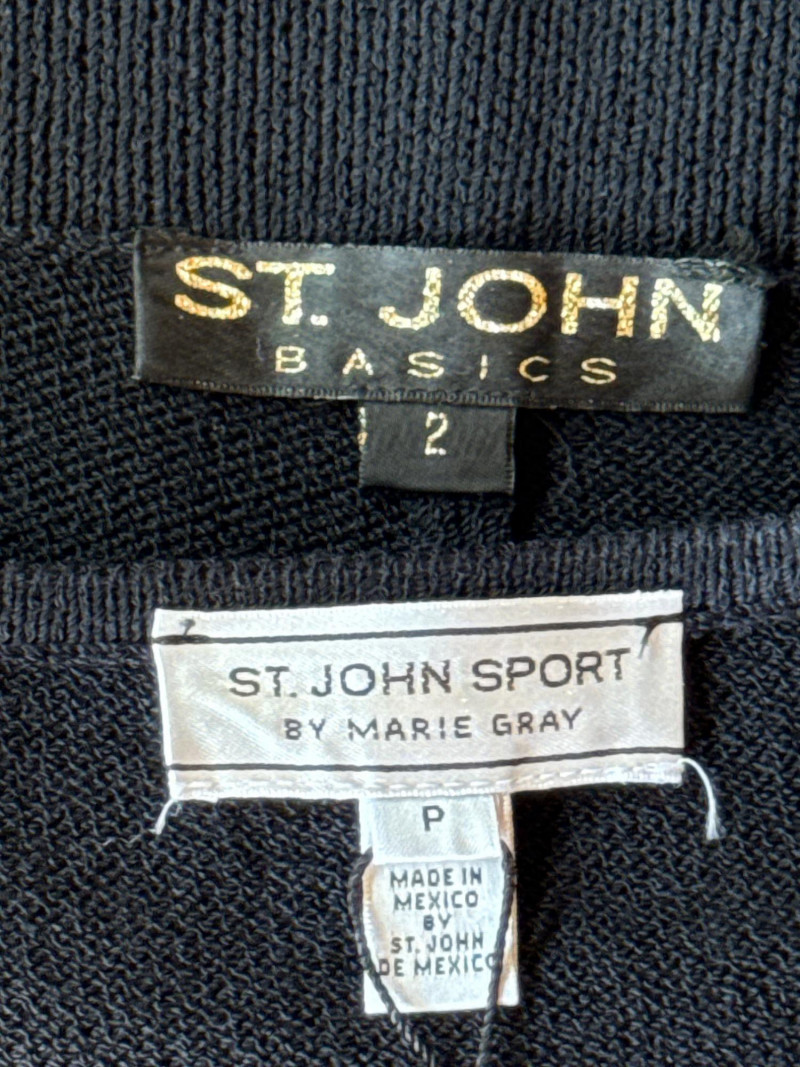 ST. JOHN
BASICS
2
ST. JOHN SPORT
BY MARIE GRAY
P
MADE IN
MEXICO
BY
ST. JOHN
DE MEXICO